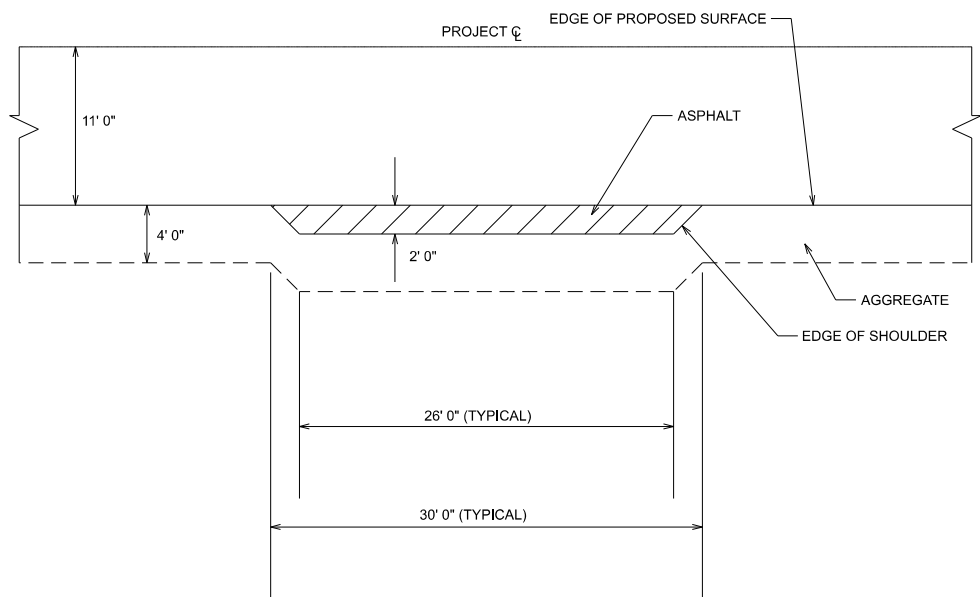 EDGE OF PROPOSED SURFACE
PROJECT ℄
11' 0"
ASPHALT
4' 0"
2' 0"
AGGREGATE
EDGE OF SHOULDER
26' 0" (TYPICAL)
30' 0" (TYPICAL)